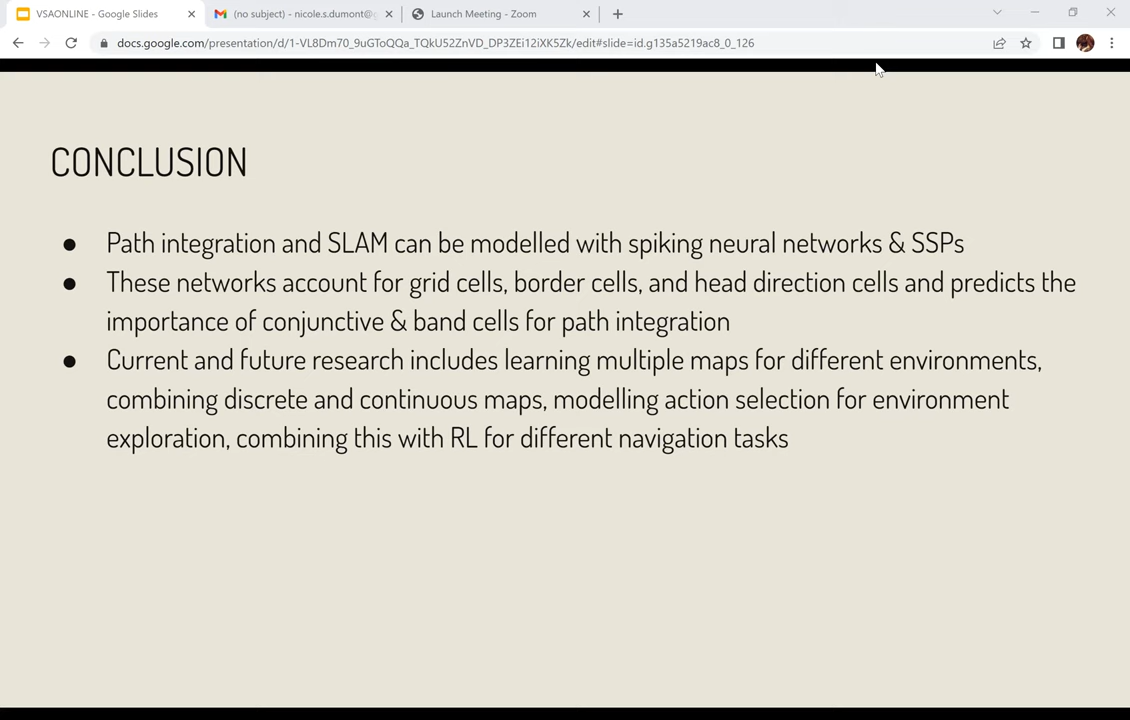 VSAONLINE - Google Slides
(no subject) - nicole.s.dumont@g
Launch Meeting - Zoom
docs.google.com/presentation/d/1-VL8Dm70_9uGToQQa_TQkU52ZnVD_DP3ZEi12iXK5Zk/edit#slide=id.g135a5219ac8_0_126
CONCLUSION
● Path integration and SLAM can be modelled with spiking neural networks & SSPs
● These networks account for grid cells, border cells, and head direction cells and predicts the
importance of conjunctive & band cells for path integration
● Current and future research includes learning multiple maps for different environments,
combining discrete and continuous maps, modelling action selection for environment
exploration, combining this with RL for different navigation tasks